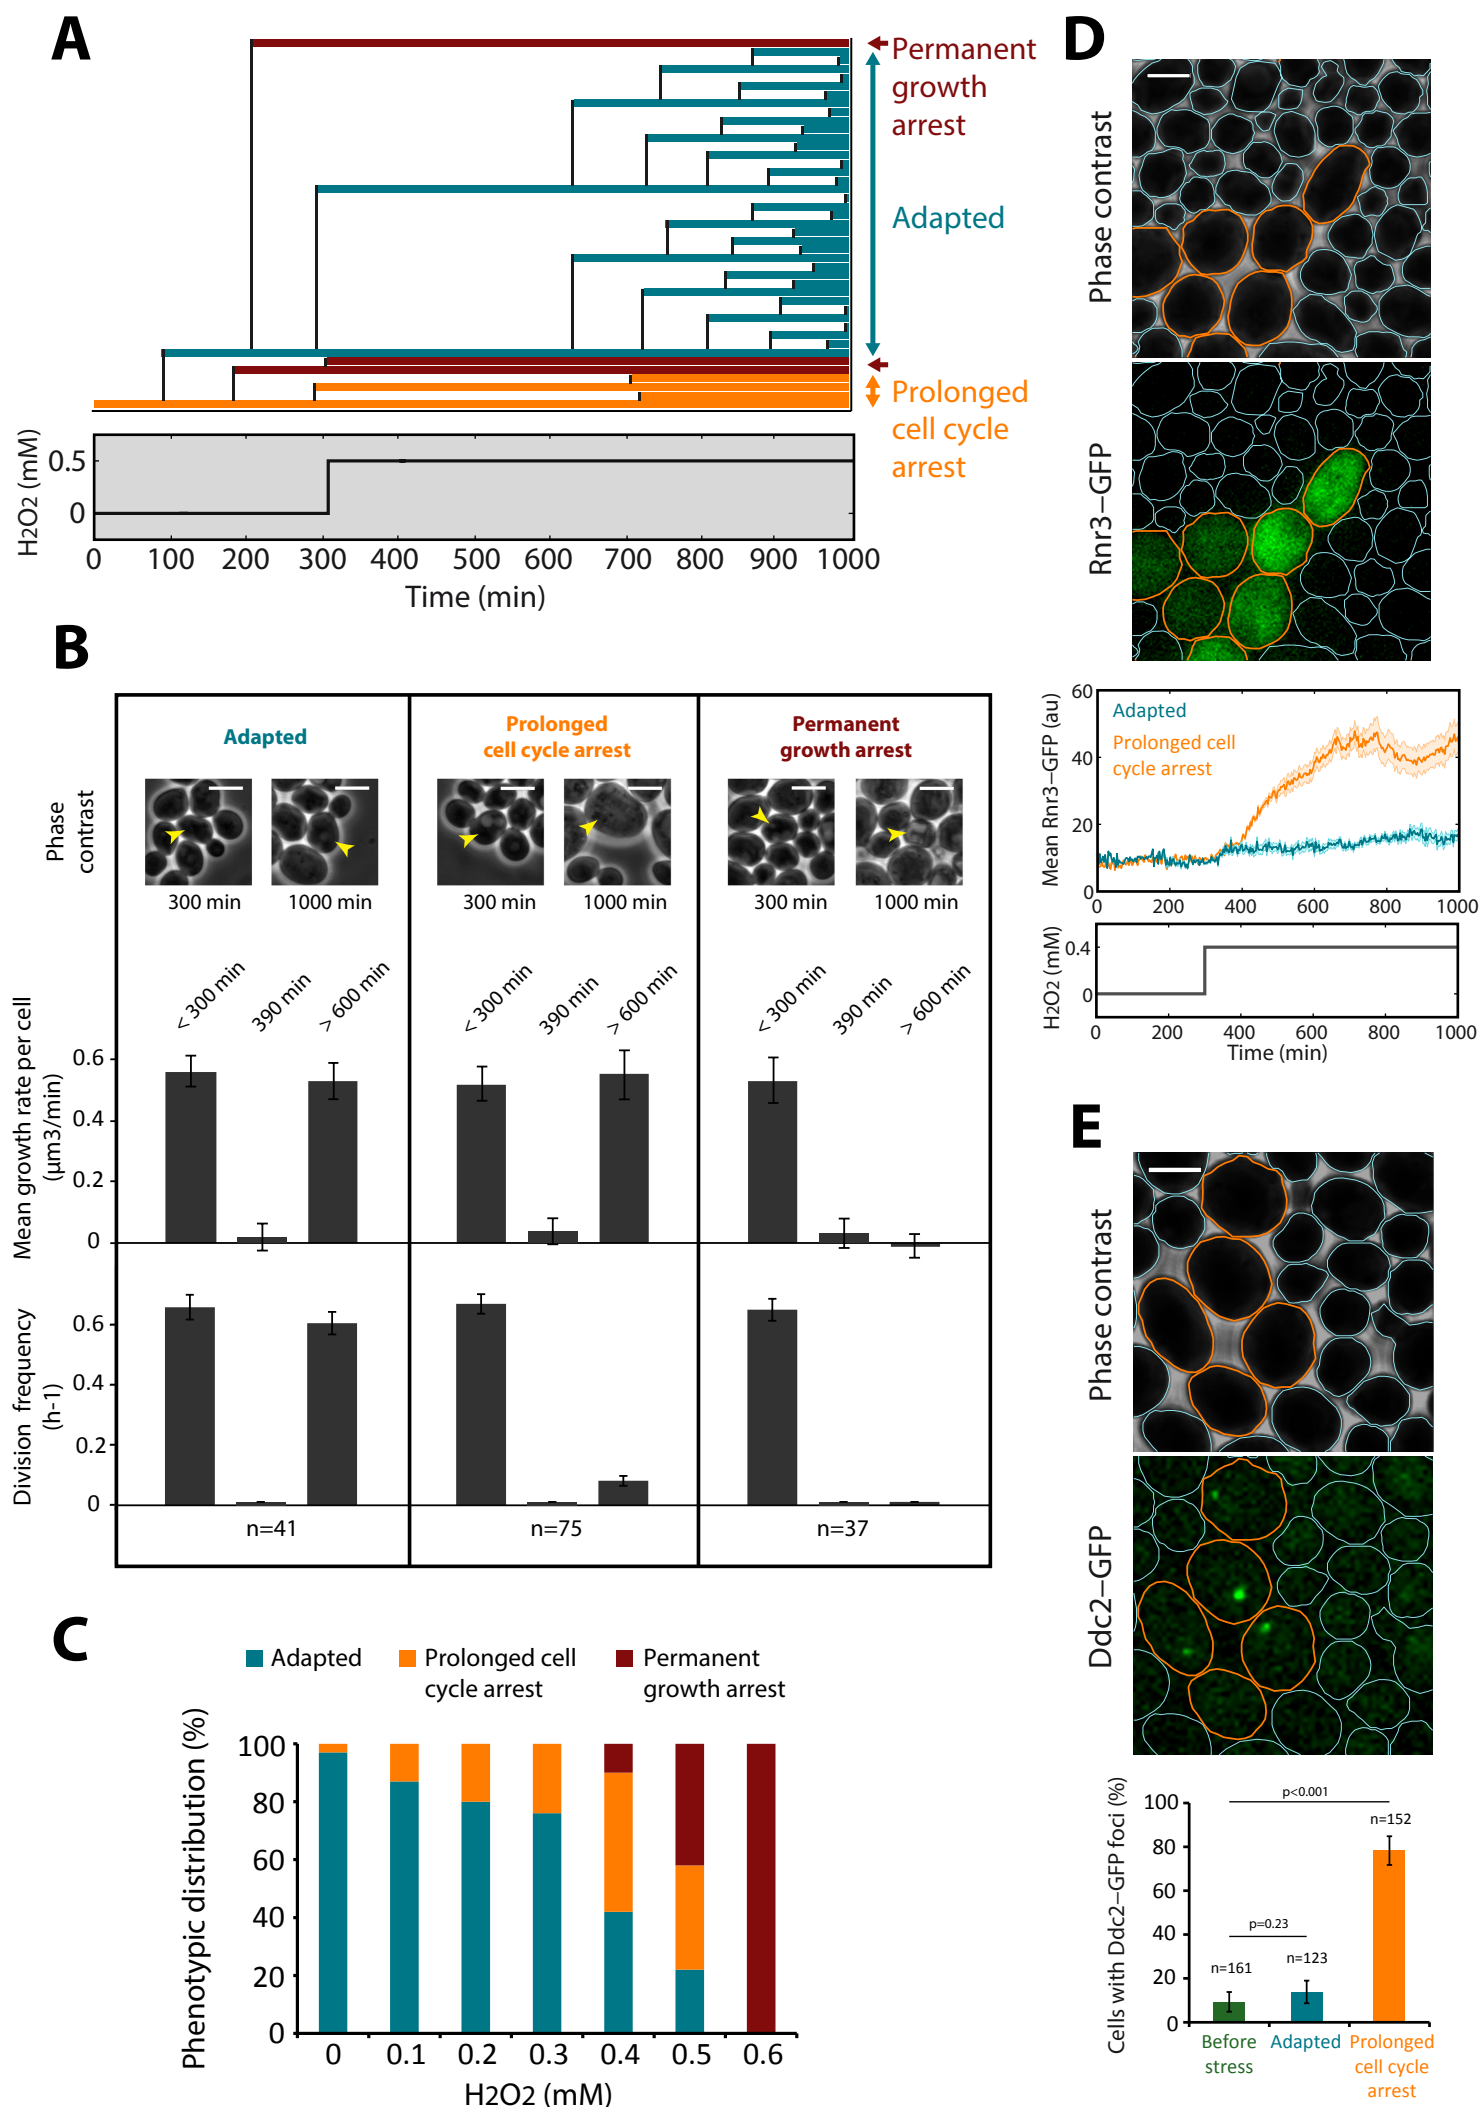 A
Permanent
growth
arrest
Adapted
Prolonged
cell cycle
arrest
H2O2 (mM)
0.5
0
0 100 200 300 400 500 600 700 800 900 1000
Time (min)
B
Adapted
Prolonged
cell cycle arrest
Permanent
growth arrest
Phase
contrast
300 min 1000 min 300 min 1000 min 300 min 1000 min
< 300 min 390 min > 600 min < 300 min 390 min > 600 min < 300 min 390 min > 600 min
Mean growth rate per cell
(µm3/min)
0.6
0.4
0.2
0
Division frequency
(h-1)
0.6
0.4
0.2
0
n=41 n=75 n=37
C
Adapted
Prolonged cell
cycle arrest
Permanent
growth arrest
Phenotypic distribution (%)
100
80
60
40
20
0
0 0.1 0.2 0.3 0.4 0.5 0.6
H2O2 (mM)
D
Phase contrast
Rnr3–GFP
Mean Rnr3–GFP (au)
60
40
20
0
Adapted
Prolonged cell
cycle arrest
0 200 400 600 800 1000
H2O2 (mM)
0.4
0
0 200 400 600 800 1000
Time (min)
E
Phase contrast
Ddc2–GFP
Cells with Ddc2–GFP foci (%)
100
80
60
40
20
0
p<0.001
n=152
p=0.23
n=161
n=123
Before
stress
Adapted
Prolonged
cell cycle
arrest